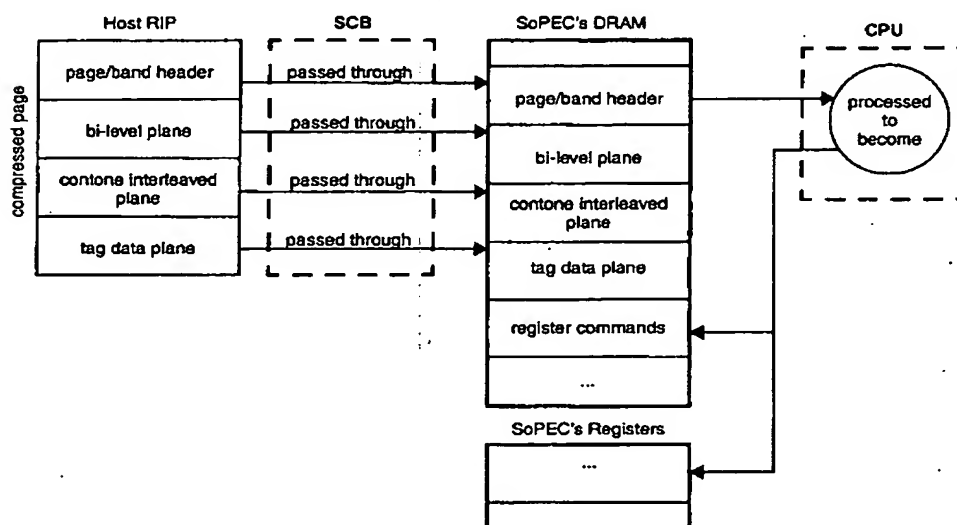 Host RIP
SCB
SoPEC's DRAM
CPU
compressed page
page/band header
bi-level plane
contone interleaved
plane
tag data plane
passed through
passed through
passed through
passed through
page/band header
bi-level plane
contone interleaved
plane
tag data plane
register commands
...
processed
to
become
SoPEC's Registers
...